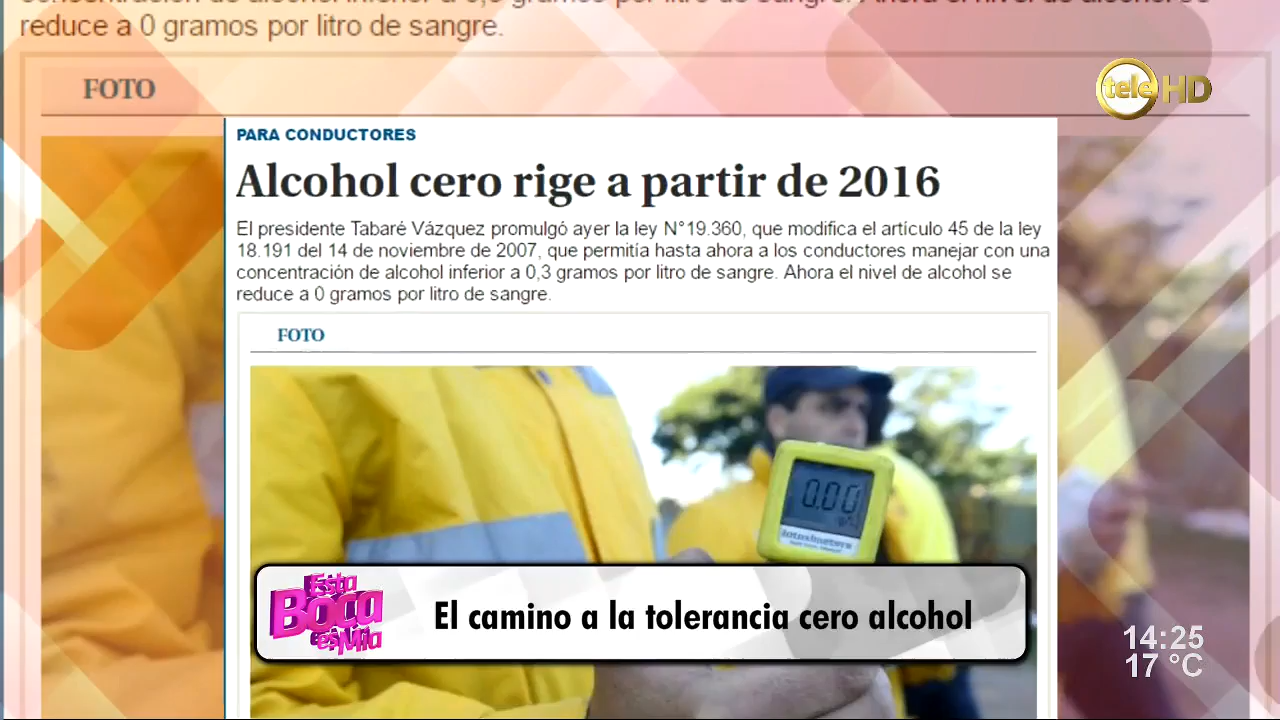 reduce a 0 gramos por litro de sangre.
FOTO
tele HD
PARA CONDUCTORES
Alcohol cero rige a partir de 2016
El presidente Tabaré Vázquez promulgó ayer la ley N°19.360, que modifica el artículo 45 de la ley
18.191 del 14 de noviembre de 2007, que permitía hasta ahora a los conductores manejar con una
concentración de alcohol inferior a 0,3 gramos por litro de sangre. Ahora el nivel de alcohol se
reduce a 0 gramos por litro de sangre.
FOTO
0.00
intoximeters
Esta
Boca
es Mía
El camino a la tolerancia cero alcohol
14:25
17 °C